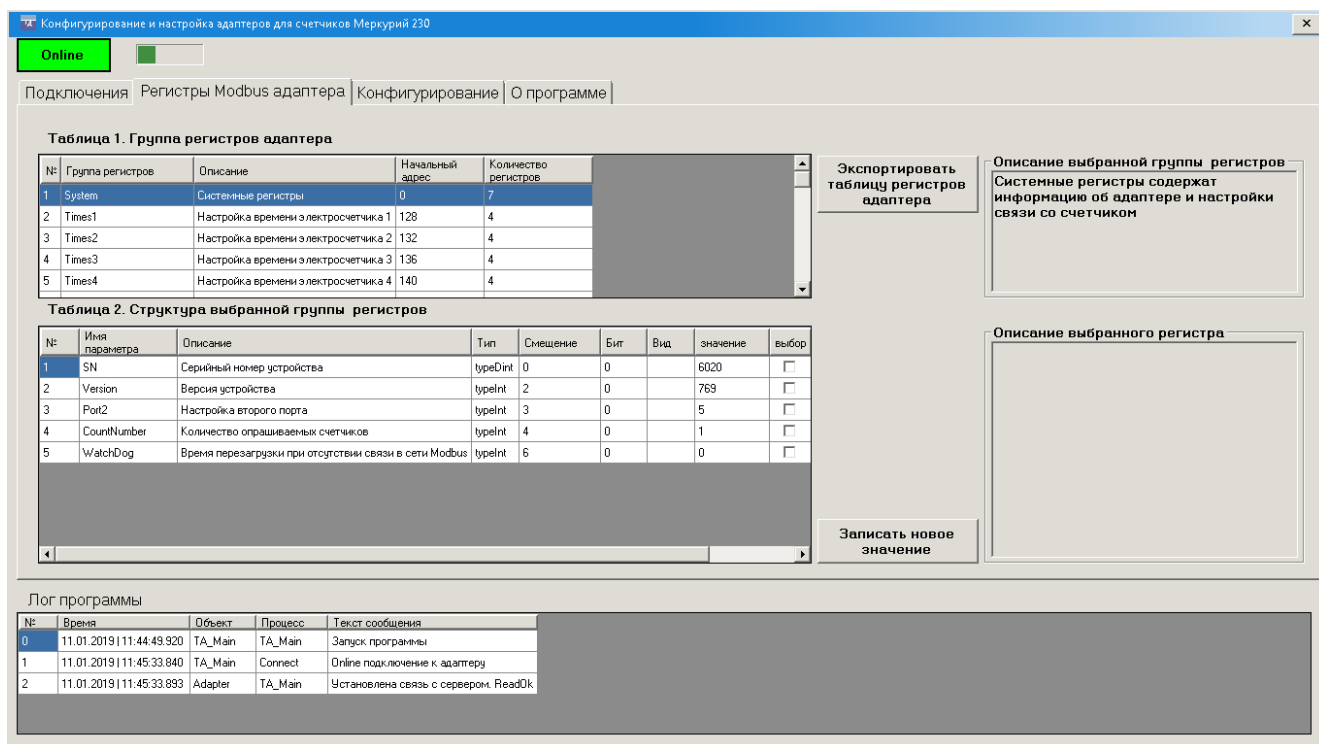 Конфигурирование и настройка адаптеров для счетчиков Меркурий 230
Online
Подключения Регистры Modbus адаптера Конфигурирование О программе
Таблица 1. Группа регистров адаптера
№ Группа регистров Описание Начальный адрес Количество регистров
1 System Системные регистры 0 7
2 Times1 Настройка времени электросчетчика 1 128 4
3 Times2 Настройка времени электросчетчика 2 132 4
4 Times3 Настройка времени электросчетчика 3 136 4
5 Times4 Настройка времени электросчетчика 4 140 4
Экспортировать
таблицу регистров
адаптера
Описание выбранной группы регистров
Системные регистры содержат
информацию об адаптере и настройки
связи со счетчиком
Таблица 2. Структура выбранной группы регистров
№ Имя параметра Описание Тип Смещение Бит Вид значение выбор
1 SN Серийный номер устройства typeDint 0 0 6020
2 Version Версия устройства typeInt 2 0 769
3 Port2 Настройка второго порта typeInt 3 0 5
4 CountNumber Количество опрашиваемых счетчиков typeInt 4 0 1
5 WatchDog Время перезагрузки при отсутствии связи в сети Modbus typeInt 6 0 0
Записать новое
значение
Описание выбранного регистра
Лог программы
№ Время Объект Процесс Текст сообщения
0 11.01.2019 | 11:44:49.920 TA_Main TA_Main Запуск программы
1 11.01.2019 | 11:45:33.840 TA_Main Connect Online подключение к адаптеру
2 11.01.2019 | 11:45:33.893 Adapter TA_Main Установлена связь с сервером. ReadOk